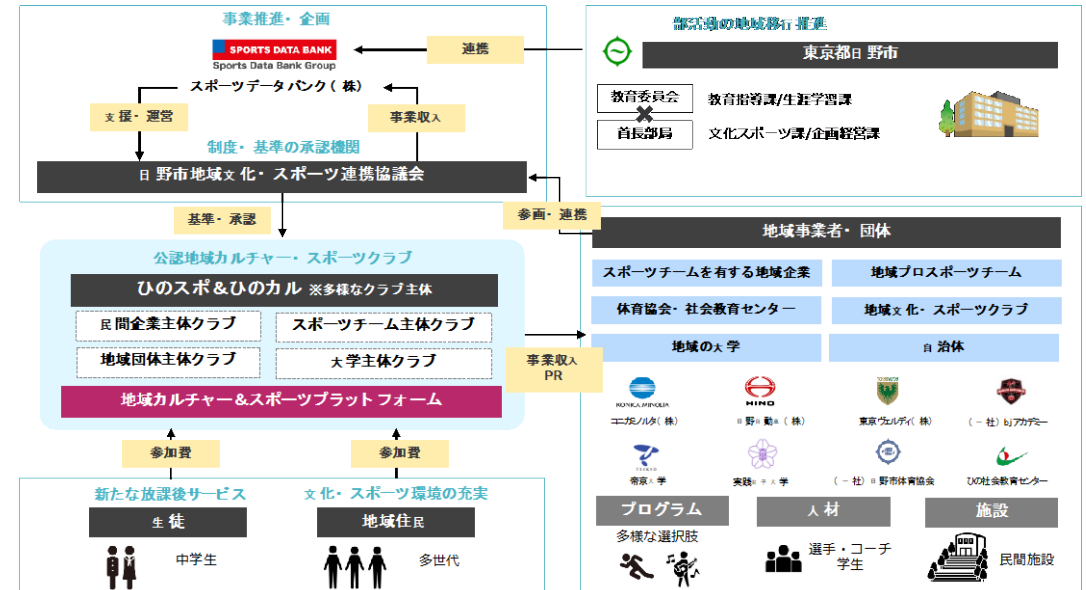 事業推進・企画
SPORTS DATA BANK
Sports Data Bank Group
スポーツデータバンク(株)
連携
支援・運営
事業収入
制度・基準の承認機関
日野市地域文化・スポーツ連携協議会
部活動の地域移行推進
東京都日野市
教育委員会
教育指導課/生涯学習課
首長部局
文化スポーツ課/企画経営課
基準・承認
参画・連携
公認地域カルチャー・スポーツクラブ
ひのスポ&ひのカル ※多様なクラブ主体
民間企業主体クラブ
スポーツチーム主体クラブ
地域団体主体クラブ
大学主体クラブ
地域カルチャー&スポーツプラットフォーム
事業収入
PR
参加費
参加費
新たな放課後サービス
生徒
中学生
文化・スポーツ環境の充実
地域住民
多世代
地域事業者・団体
スポーツチームを有する地域企業
地域プロスポーツチーム
体育協会・社会教育センター
地域文化・スポーツクラブ
地域の大学
自治体
KONICA MINOLTA
HINO
コニカミノルタ(株)
日野自動車(株)
東京ヴェルディ(株)
(一社)bjアカデミー
TEIKYO
帝京大学
実践女子大学
(一社)日野市体育協会
ひの社会教育センター
プログラム
人材
施設
多様な選択肢
選手・コーチ
学生
民間施設